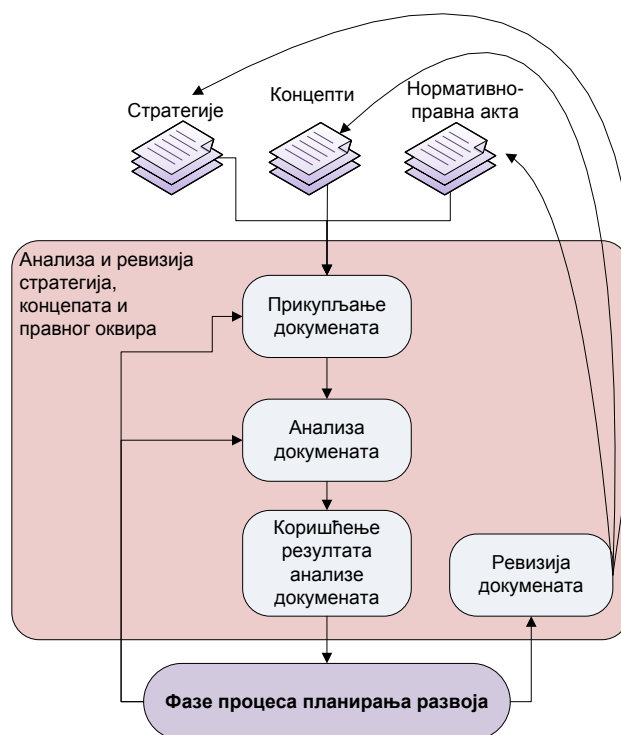 Стратегије
Концепти
Нормативно-
правна акта
Анализа и ревизија
стратегија,
концепата и
правног оквира
Прикупљање
докумената
Анализа
докумената
Коришћење
резултата
анализе
докумената
Ревизија
докумената
Фазе процеса планирања развоја